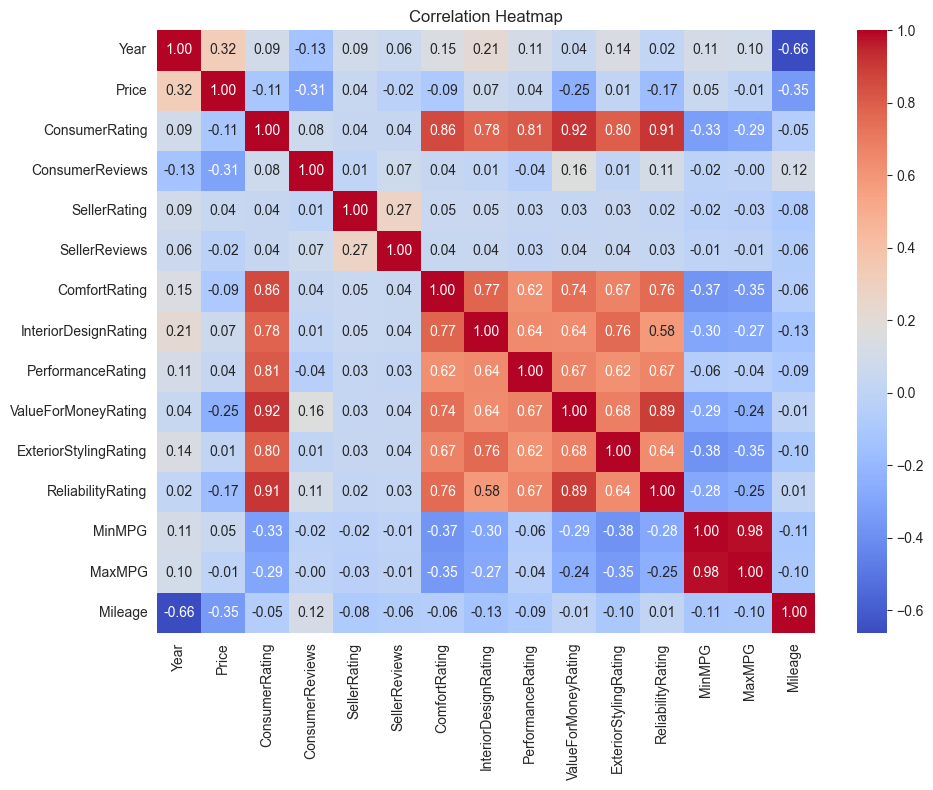 Correlation Heatmap
Year 1.00 0.32 0.09 -0.13 0.09 0.06 0.15 0.21 0.11 0.04 0.14 0.02 0.11 0.10 -0.66
Price 0.32 1.00 -0.11 -0.31 0.04 -0.02 -0.09 0.07 0.04 -0.25 0.01 -0.17 0.05 -0.01 -0.35
ConsumerRating 0.09 -0.11 1.00 0.08 0.04 0.04 0.86 0.78 0.81 0.92 0.80 0.91 -0.33 -0.29 -0.05
ConsumerReviews -0.13 -0.31 0.08 1.00 0.01 0.07 0.04 0.01 -0.04 0.16 0.01 0.11 -0.02 -0.00 0.12
SellerRating 0.09 0.04 0.04 0.01 1.00 0.27 0.05 0.05 0.03 0.03 0.03 0.02 -0.02 -0.03 -0.08
SellerReviews 0.06 -0.02 0.04 0.07 0.27 1.00 0.04 0.04 0.03 0.04 0.04 0.03 -0.01 -0.01 -0.06
ComfortRating 0.15 -0.09 0.86 0.04 0.05 0.04 1.00 0.77 0.62 0.74 0.67 0.76 -0.37 -0.35 -0.06
InteriorDesignRating 0.21 0.07 0.78 0.01 0.05 0.04 0.77 1.00 0.64 0.64 0.76 0.58 -0.30 -0.27 -0.13
PerformanceRating 0.11 0.04 0.81 -0.04 0.03 0.03 0.62 0.64 1.00 0.67 0.62 0.67 -0.06 -0.04 -0.09
ValueForMoneyRating 0.04 -0.25 0.92 0.16 0.03 0.04 0.74 0.64 0.67 1.00 0.68 0.89 -0.29 -0.24 -0.01
ExteriorStylingRating 0.14 0.01 0.80 0.01 0.03 0.04 0.67 0.76 0.62 0.68 1.00 0.64 -0.38 -0.35 -0.10
ReliabilityRating 0.02 -0.17 0.91 0.11 0.02 0.03 0.76 0.58 0.67 0.89 0.64 1.00 -0.28 -0.25 0.01
MinMPG 0.11 0.05 -0.33 -0.02 -0.02 -0.01 -0.37 -0.30 -0.06 -0.29 -0.38 -0.28 1.00 0.98 -0.11
MaxMPG 0.10 -0.01 -0.29 -0.00 -0.03 -0.01 -0.35 -0.27 -0.04 -0.24 -0.35 -0.25 0.98 1.00 -0.10
Mileage -0.66 -0.35 -0.05 0.12 -0.08 -0.06 -0.06 -0.13 -0.09 -0.01 -0.10 0.01 -0.11 -0.10 1.00
Year
Price
ConsumerRating
ConsumerReviews
SellerRating
SellerReviews
ComfortRating
InteriorDesignRating
PerformanceRating
ValueForMoneyRating
ExteriorStylingRating
ReliabilityRating
MinMPG
MaxMPG
Mileage
1.0
0.8
0.6
0.4
0.2
0.0
−0.2
−0.4
−0.6